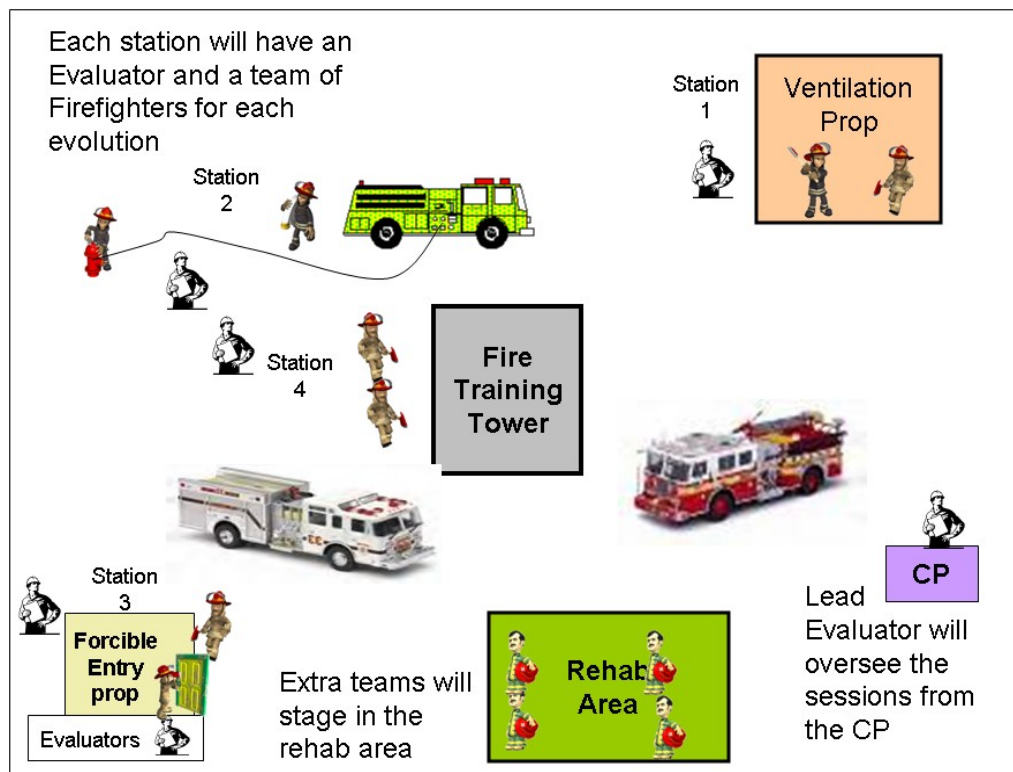 Each station will have an
Evaluator and a team of
Firefighters for each
evolution
Station
1
Ventilation
Prop
Station
2
Station
4
Fire
Training
Tower
Station
3
Forcible
Entry
prop
Evaluators
Extra teams will
stage in the
rehab area
Rehab
Area
CP
Lead
Evaluator will
oversee the
sessions from
the CP